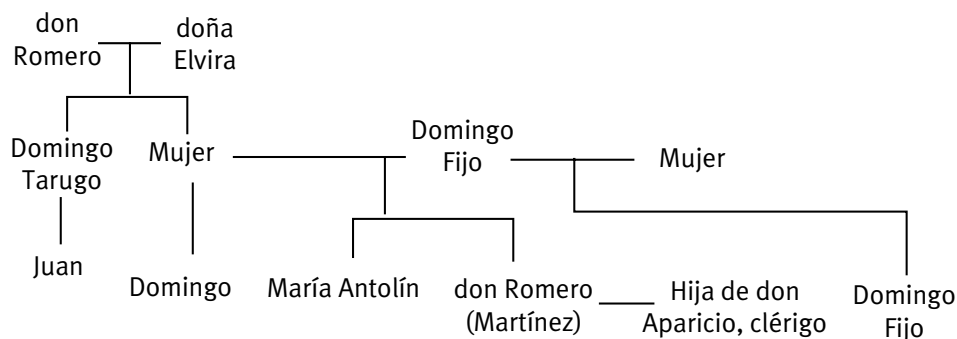 don
Romero
doña
Elvira
Domingo
Tarugo
Mujer
Domingo
Fijo
Mujer
Juan
Domingo
María Antolín
don Romero
(Martínez)
Hija de don
Aparicio, clérigo
Domingo
Fijo